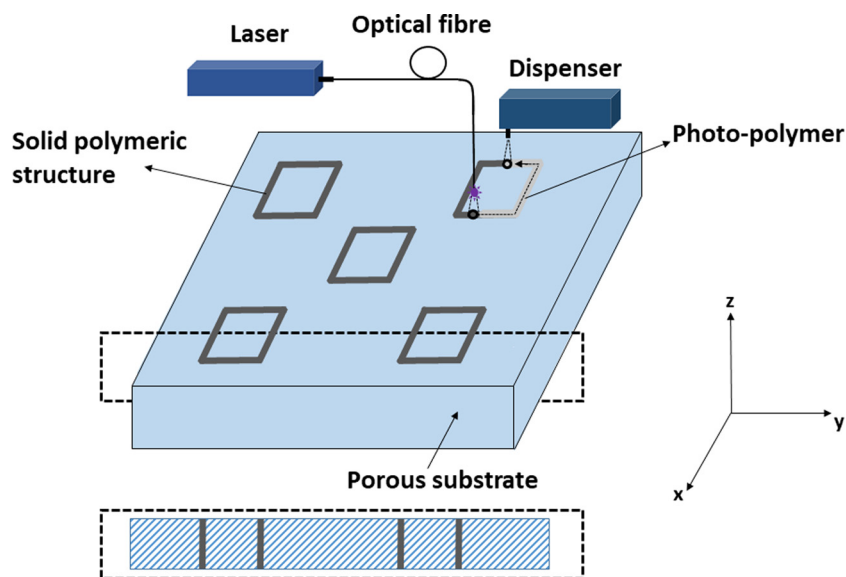 Optical fibre
Laser
Dispenser
Solid polymeric
structure
Photo-polymer
z
y
x
Porous substrate